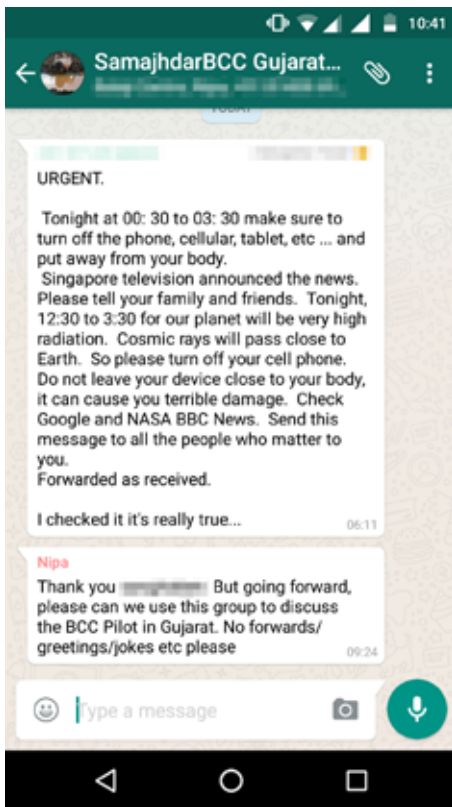 10:41
SamajhdarBCC Gujarat...
TODAY
URGENT.
Tonight at 00: 30 to 03: 30 make sure to
turn off the phone, cellular, tablet, etc ... and
put away from your body.
Singapore television announced the news.
Please tell your family and friends. Tonight,
12:30 to 3:30 for our planet will be very high
radiation. Cosmic rays will pass close to
Earth. So please turn off your cell phone.
Do not leave your device close to your body,
it can cause you terrible damage. Check
Google and NASA BBC News. Send this
message to all the people who matter to
you.
Forwarded as received.
I checked it it's really true...
06:11
Nipa
Thank you But going forward,
please can we use this group to discuss
the BCC Pilot in Gujarat. No forwards/
greetings/jokes etc please
09:24
Type a message